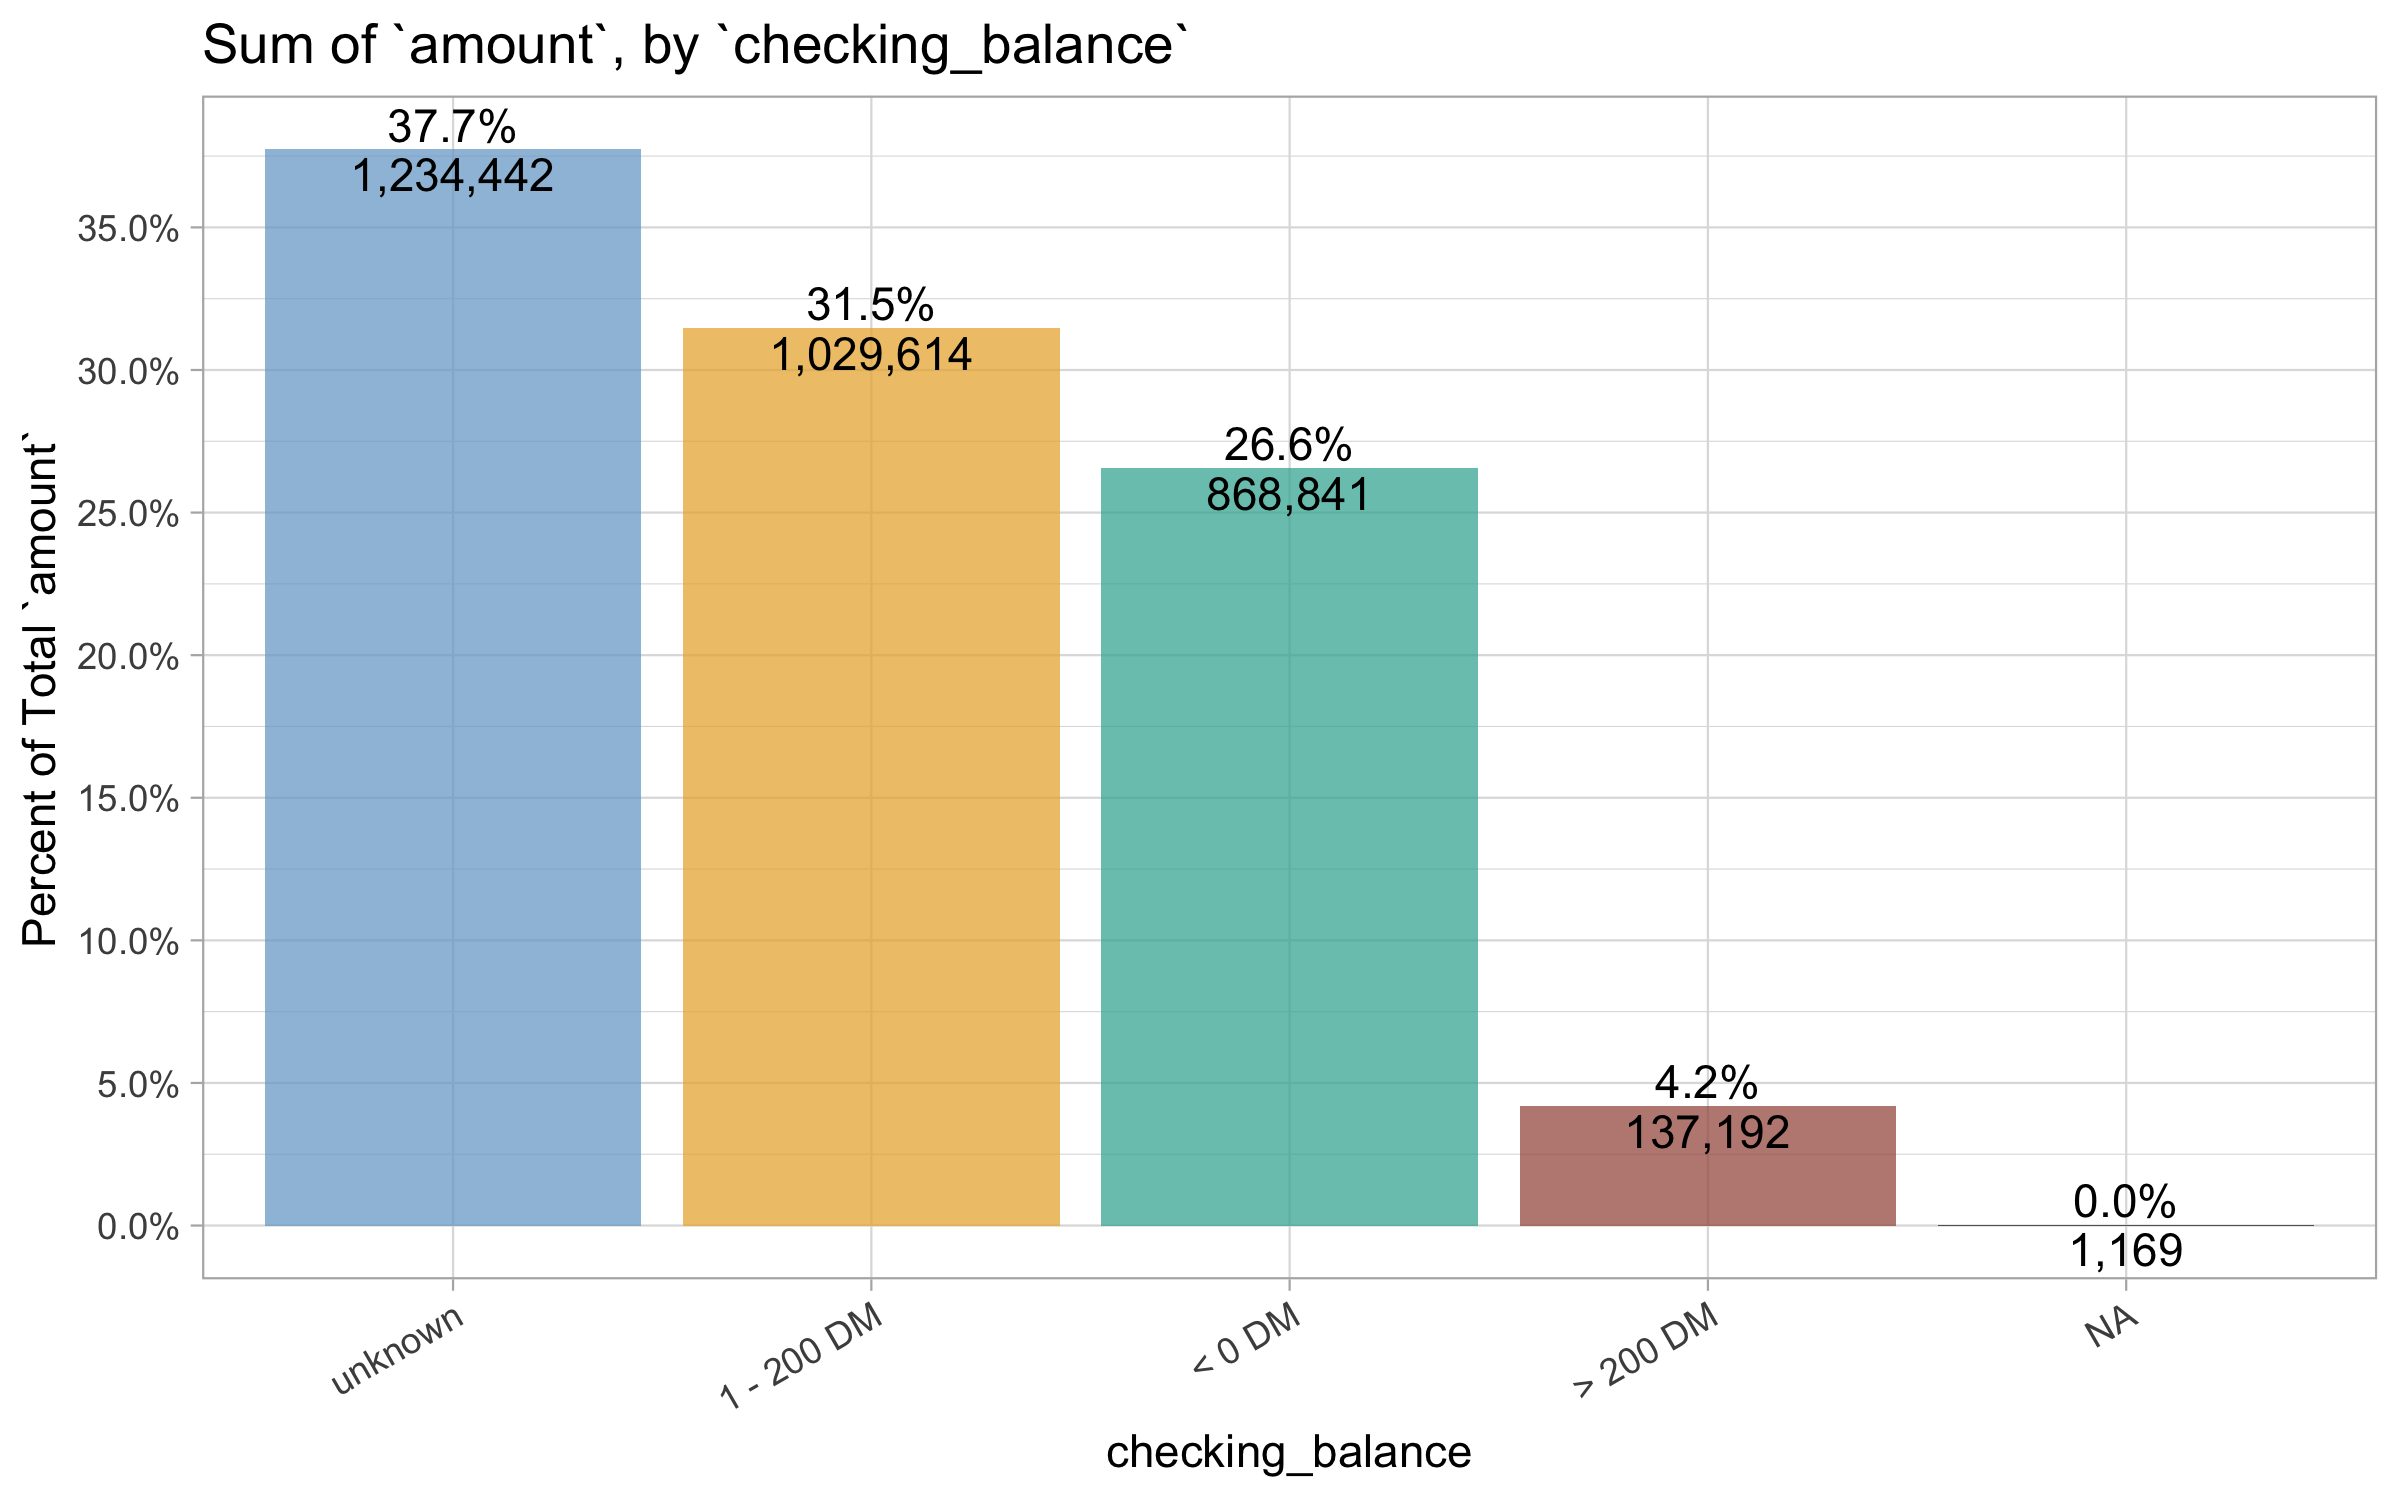 Sum of `amount`, by `checking_balance`
37.7%
1,234,442
31.5%
1,029,614
26.6%
868,841
4.2%
137,192
0.0%
1,169
Percent of Total `amount`
35.0%
30.0%
25.0%
20.0%
15.0%
10.0%
5.0%
0.0%
unknown
1 - 200 DM
< 0 DM
> 200 DM
NA
checking_balance